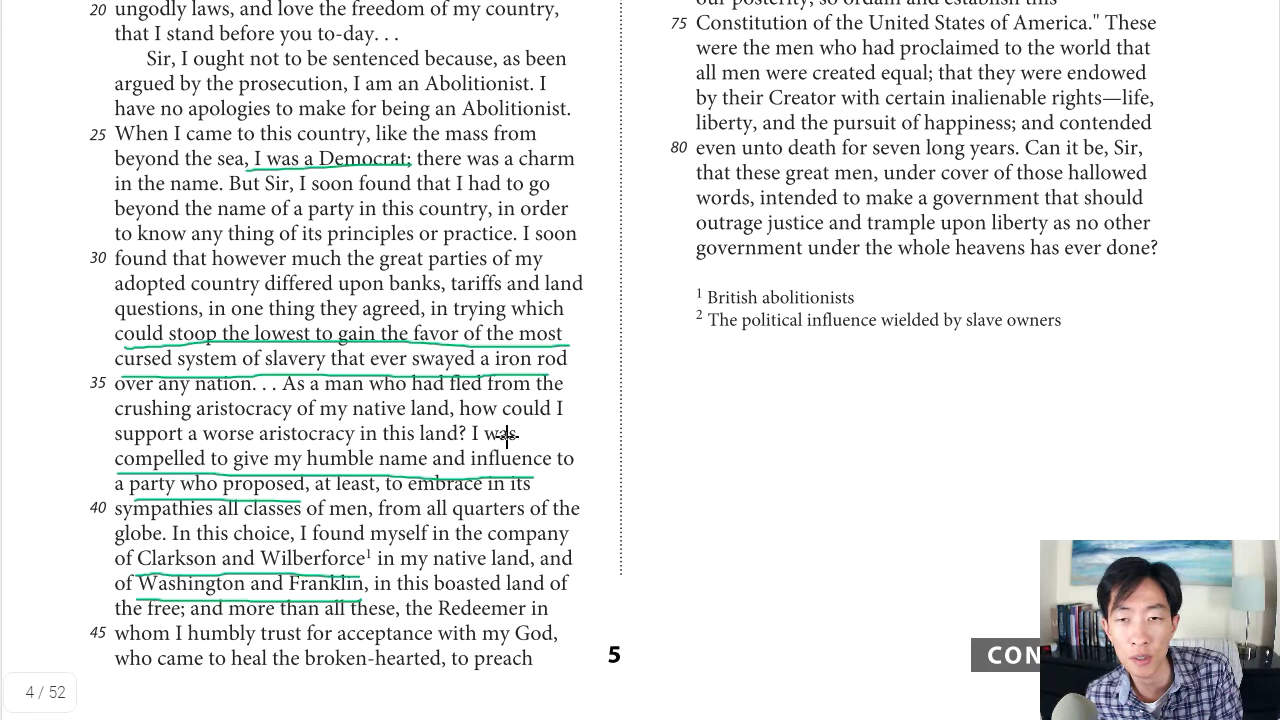 20 ungodly laws, and love the freedom of my country,
that I stand before you to-day. . .
Sir, I ought not to be sentenced because, as been
argued by the prosecution, I am an Abolitionist. I
have no apologies to make for being an Abolitionist.
25 When I came to this country, like the mass from
beyond the sea, I was a Democrat; there was a charm
in the name. But Sir, I soon found that I had to go
beyond the name of a party in this country, in order
to know any thing of its principles or practice. I soon
30 found that however much the great parties of my
adopted country differed upon banks, tariffs and land
questions, in one thing they agreed, in trying which
could stoop the lowest to gain the favor of the most
cursed system of slavery that ever swayed a iron rod
35 over any nation. . . As a man who had fled from the
crushing aristocracy of my native land, how could I
support a worse aristocracy in this land? I was
compelled to give my humble name and influence to
a party who proposed, at least, to embrace in its
40 sympathies all classes of men, from all quarters of the
globe. In this choice, I found myself in the company
of Clarkson and Wilberforce1 in my native land, and
of Washington and Franklin, in this boasted land of
the free; and more than all these, the Redeemer in
45 whom I humbly trust for acceptance with my God,
who came to heal the broken-hearted, to preach
our posterity, so ordain and establish this
75 Constitution of the United States of America." These
were the men who had proclaimed to the world that
all men were created equal; that they were endowed
by their Creator with certain inalienable rights—life,
liberty, and the pursuit of happiness; and contended
80 even unto death for seven long years. Can it be, Sir,
that these great men, under cover of those hallowed
words, intended to make a government that should
outrage justice and trample upon liberty as no other
government under the whole heavens has ever done?
1 British abolitionists
2 The political influence wielded by slave owners
5
CON
4 / 52